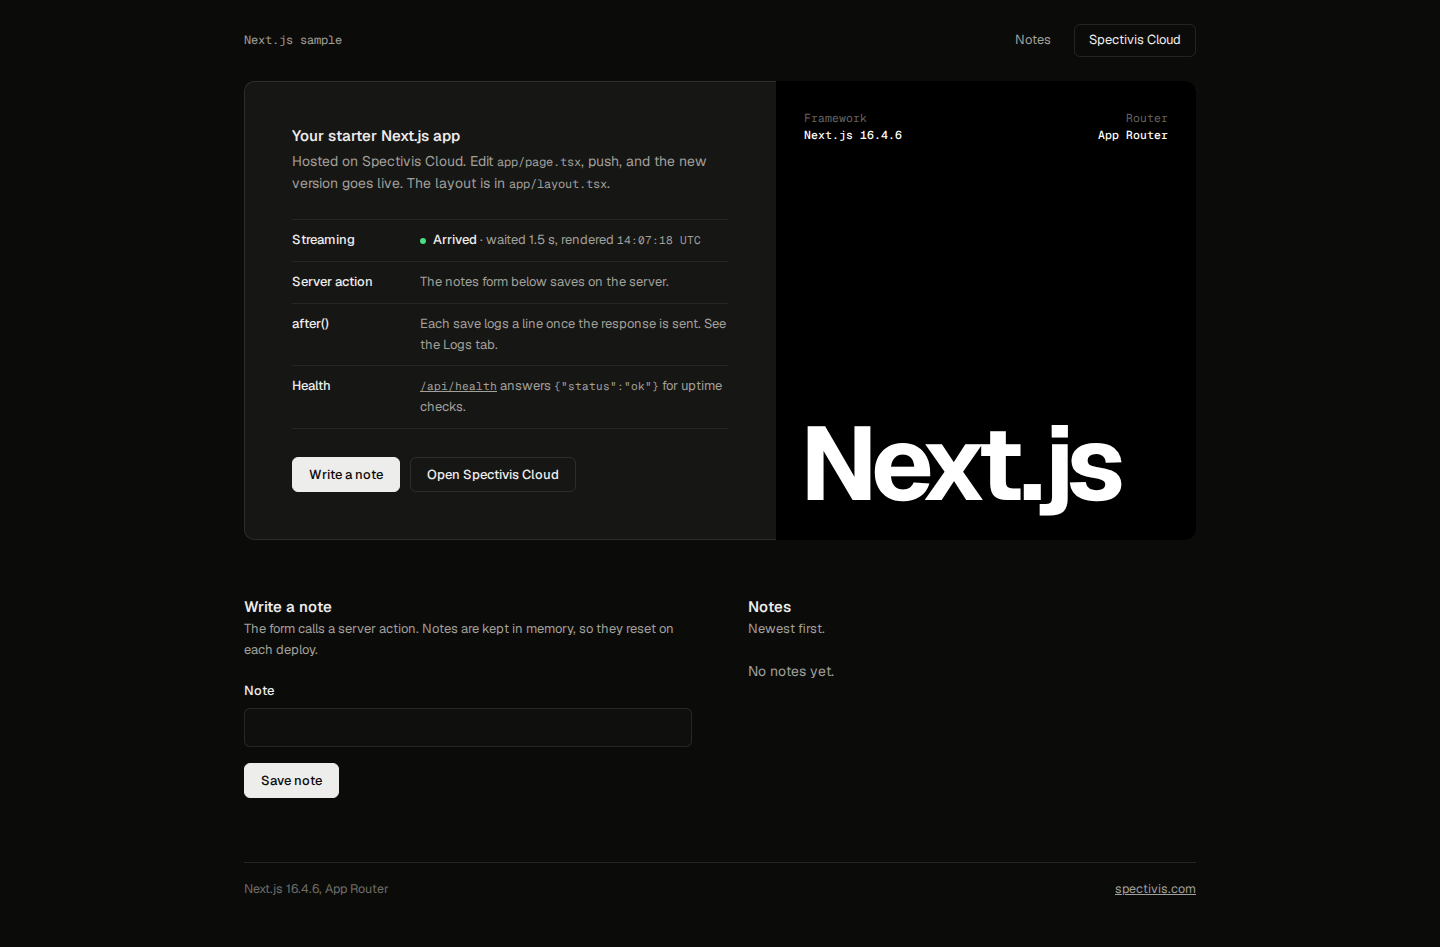 Next.js sample
Notes
Spectivis Cloud
Your starter Next.js app
Hosted on Spectivis Cloud. Edit app/page.tsx, push, and the new
version goes live. The layout is in app/layout.tsx.
Streaming
Arrived · waited 1.5 s, rendered 14:07:18 UTC
Server action
The notes form below saves on the server.
after()
Each save logs a line once the response is sent. See
the Logs tab.
Health
/api/health answers {"status":"ok"} for uptime
checks.
Write a note
Open Spectivis Cloud
Framework
Next.js 16.4.6
Router
App Router
Next.js
Write a note
The form calls a server action. Notes are kept in memory, so they reset on
each deploy.
Note
Save note
Notes
Newest first.
No notes yet.
Next.js 16.4.6, App Router
spectivis.com